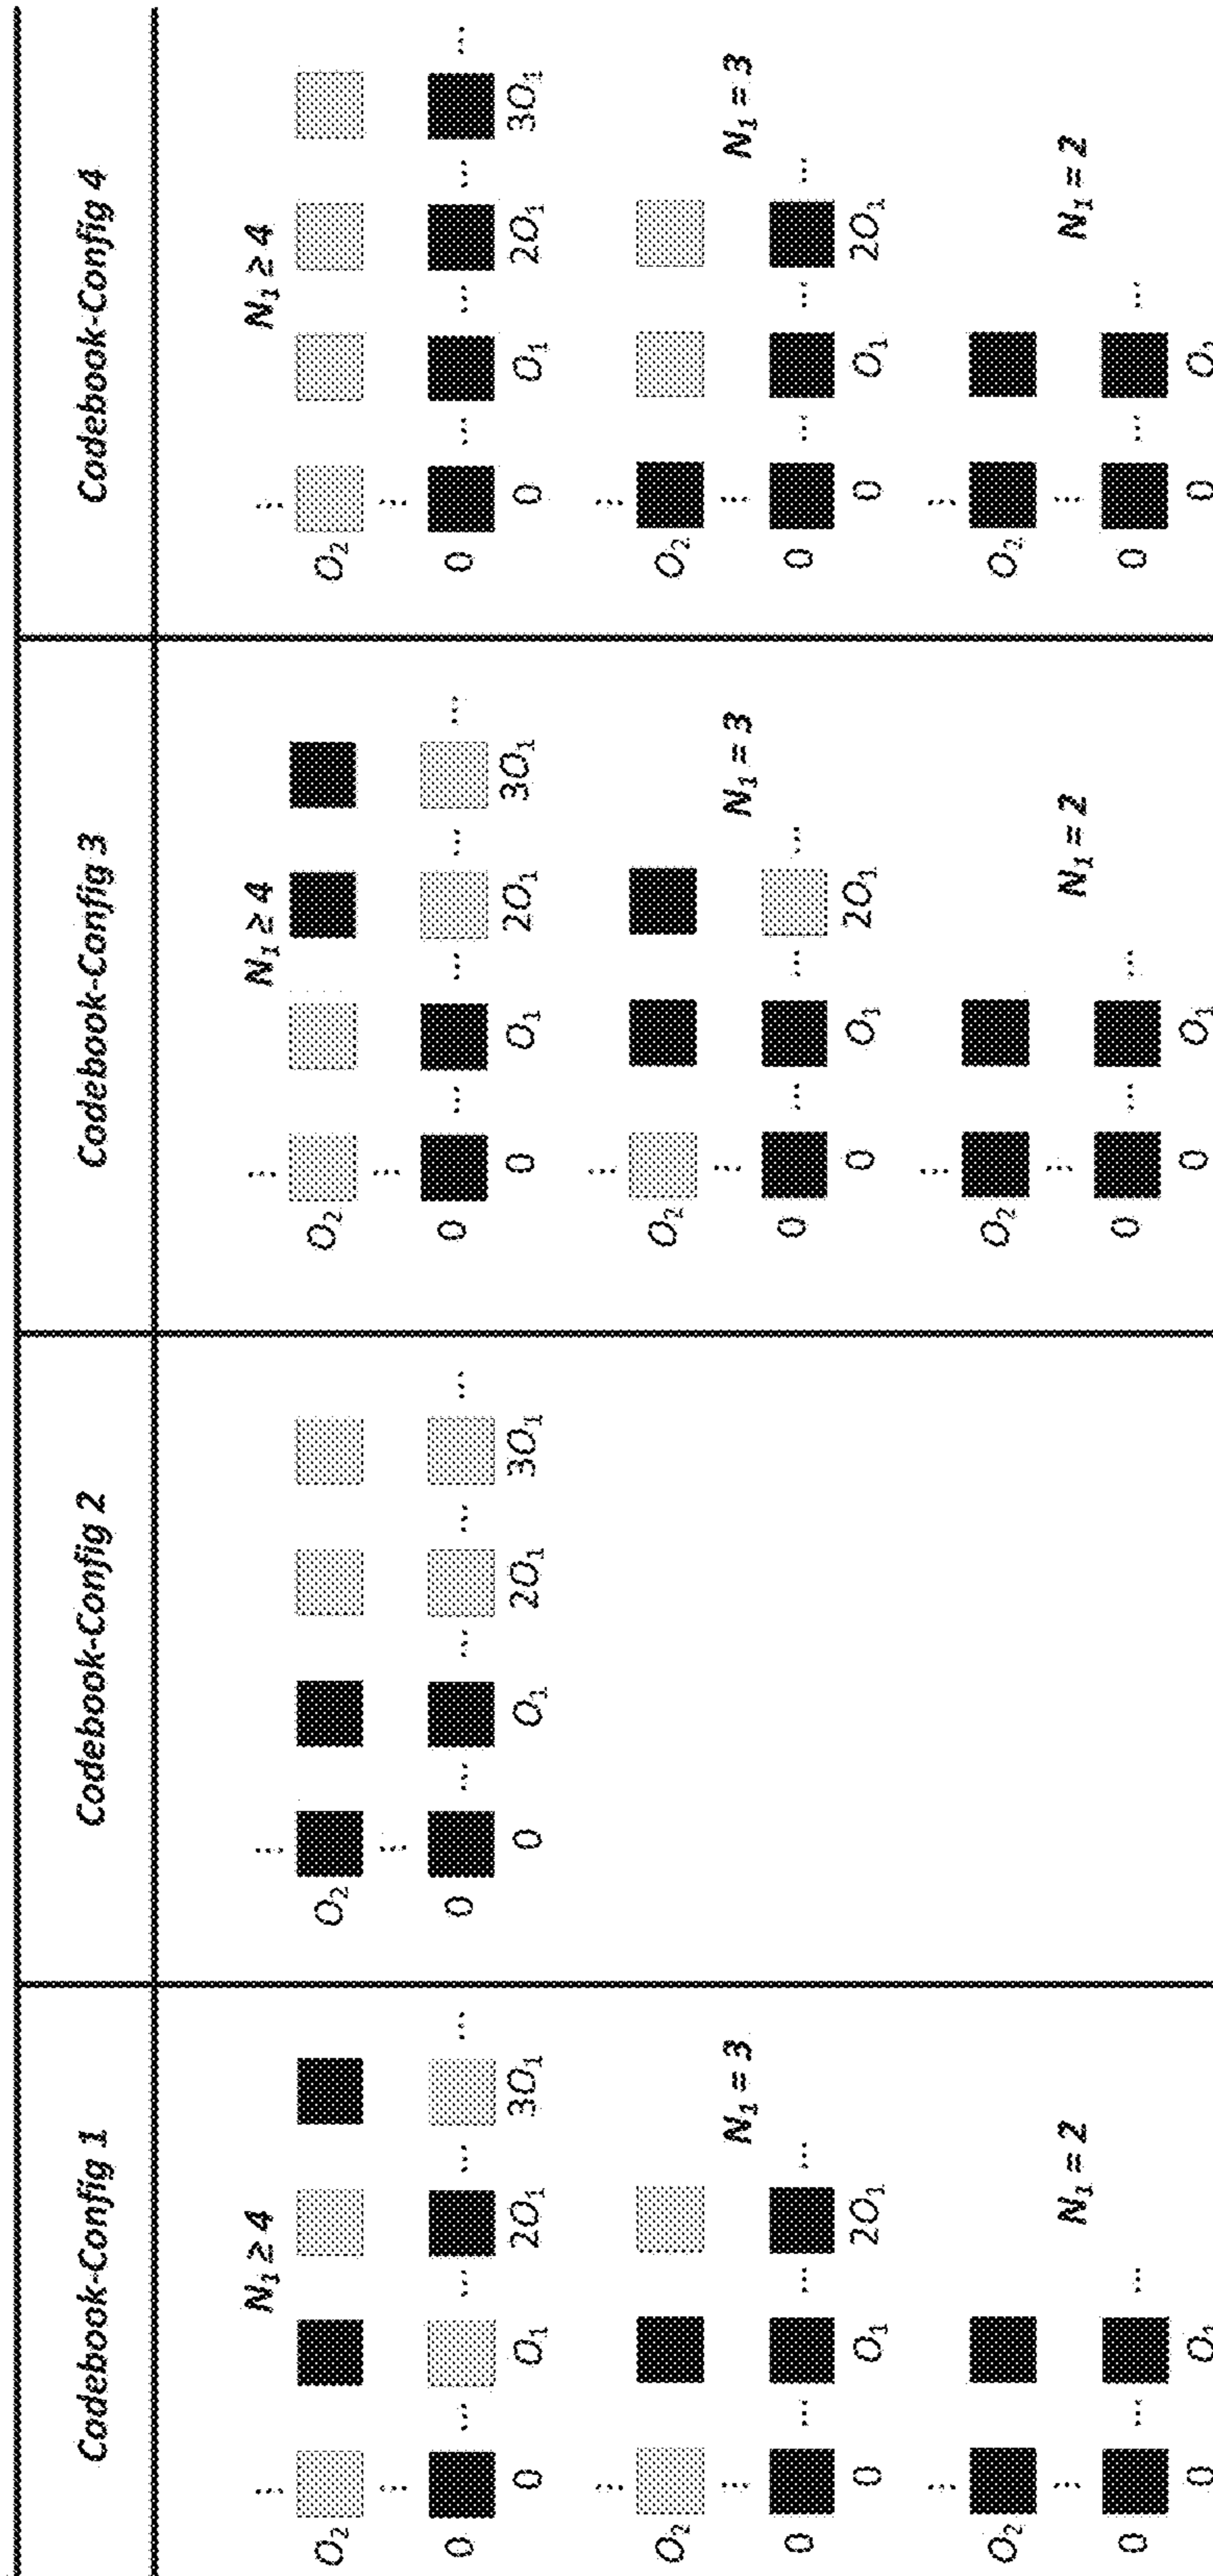 Codebook-Config 1
N₁ ≥ 4
O₂
0
0 O₁ 2O₁ 3O₁
N₁ = 3
O₂
0
0 O₁ 2O₁
N₁ = 2
O₂
0
0 O₁
Codebook-Config 2
O₂
0
0 O₁ 2O₁ 3O₁
Codebook-Config 3
N₁ ≥ 4
O₂
0
0 O₁ 2O₁ 3O₁
N₁ = 3
O₂
0
0 O₁ 2O₁
N₁ = 2
O₂
0
0 O₁
Codebook-Config 4
N₁ ≥ 4
O₂
0
0 O₁ 2O₁ 3O₁
N₁ = 3
O₂
0
0 O₁ 2O₁
N₁ = 2
O₂
0
0 O₁